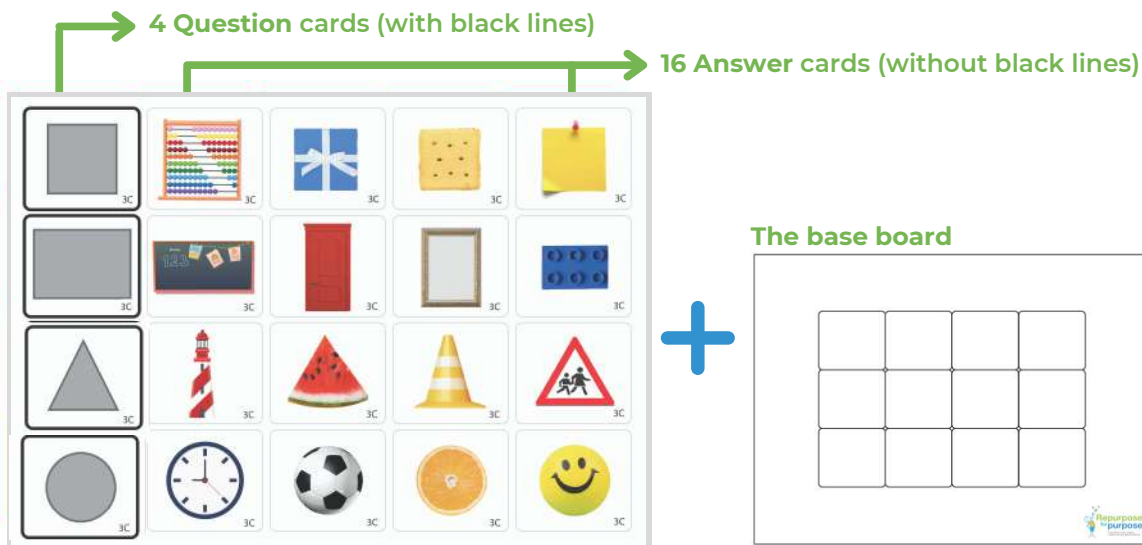 4 Question cards (with black lines)
16 Answer cards (without black lines)
3C
3C
3C
3C
3C
3C
123
3C
3C
3C
3C
3C
3C
3C
3C
3C
3C
3C
3C
3C
3C
The base board
Repurpose
for purpose